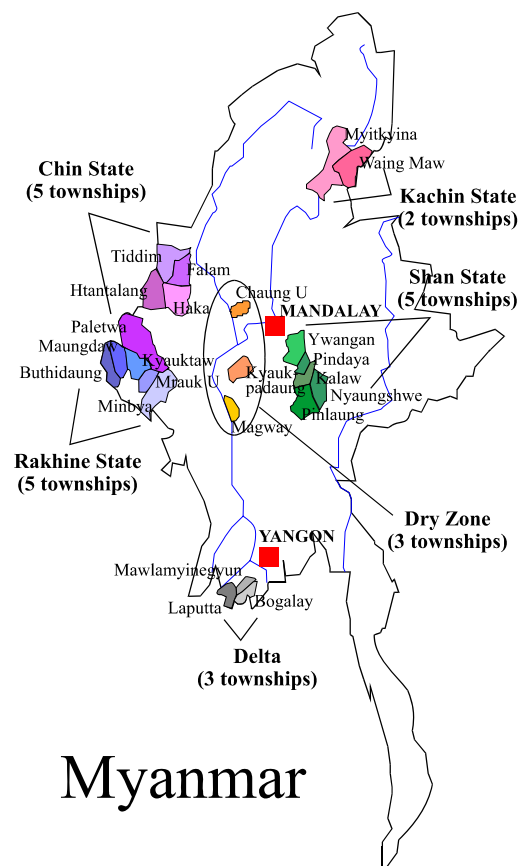 Myitkyina
Waing Maw
Kachin State
(2 townships)
Chin State
(5 townships)
Tiddim
Falam
Htantalang
Haka
Paletwa
Chaung U
MANDALAY
Shan State
(5 townships)
Ywangan
Pindaya
Kalaw
Nyaungshwe
Pinlaung
Maungdaw
Kyauktaw
Buthidaung
Mrauk U
Minbya
Rakhine State
(5 townships)
Kyauk-
padaung
Magway
Dry Zone
(3 townships)
YANGON
Mawlamyinegyun
Laputta
Bogalay
Delta
(3 townships)
Myanmar